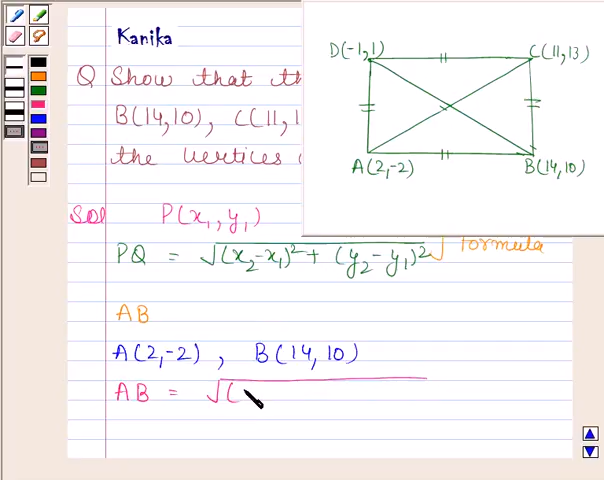 Kanika
Q Show that th
B(14,10), C(11,1
the vertices
Sol P(x₁, y₁)
PQ = √(x₂-x₁)² + (y₂-y₁)² formula
AB
A(2,-2), B(14,10)
AB = √(
D(-1,1) C(11,13)
A(2,-2) B(14,10)